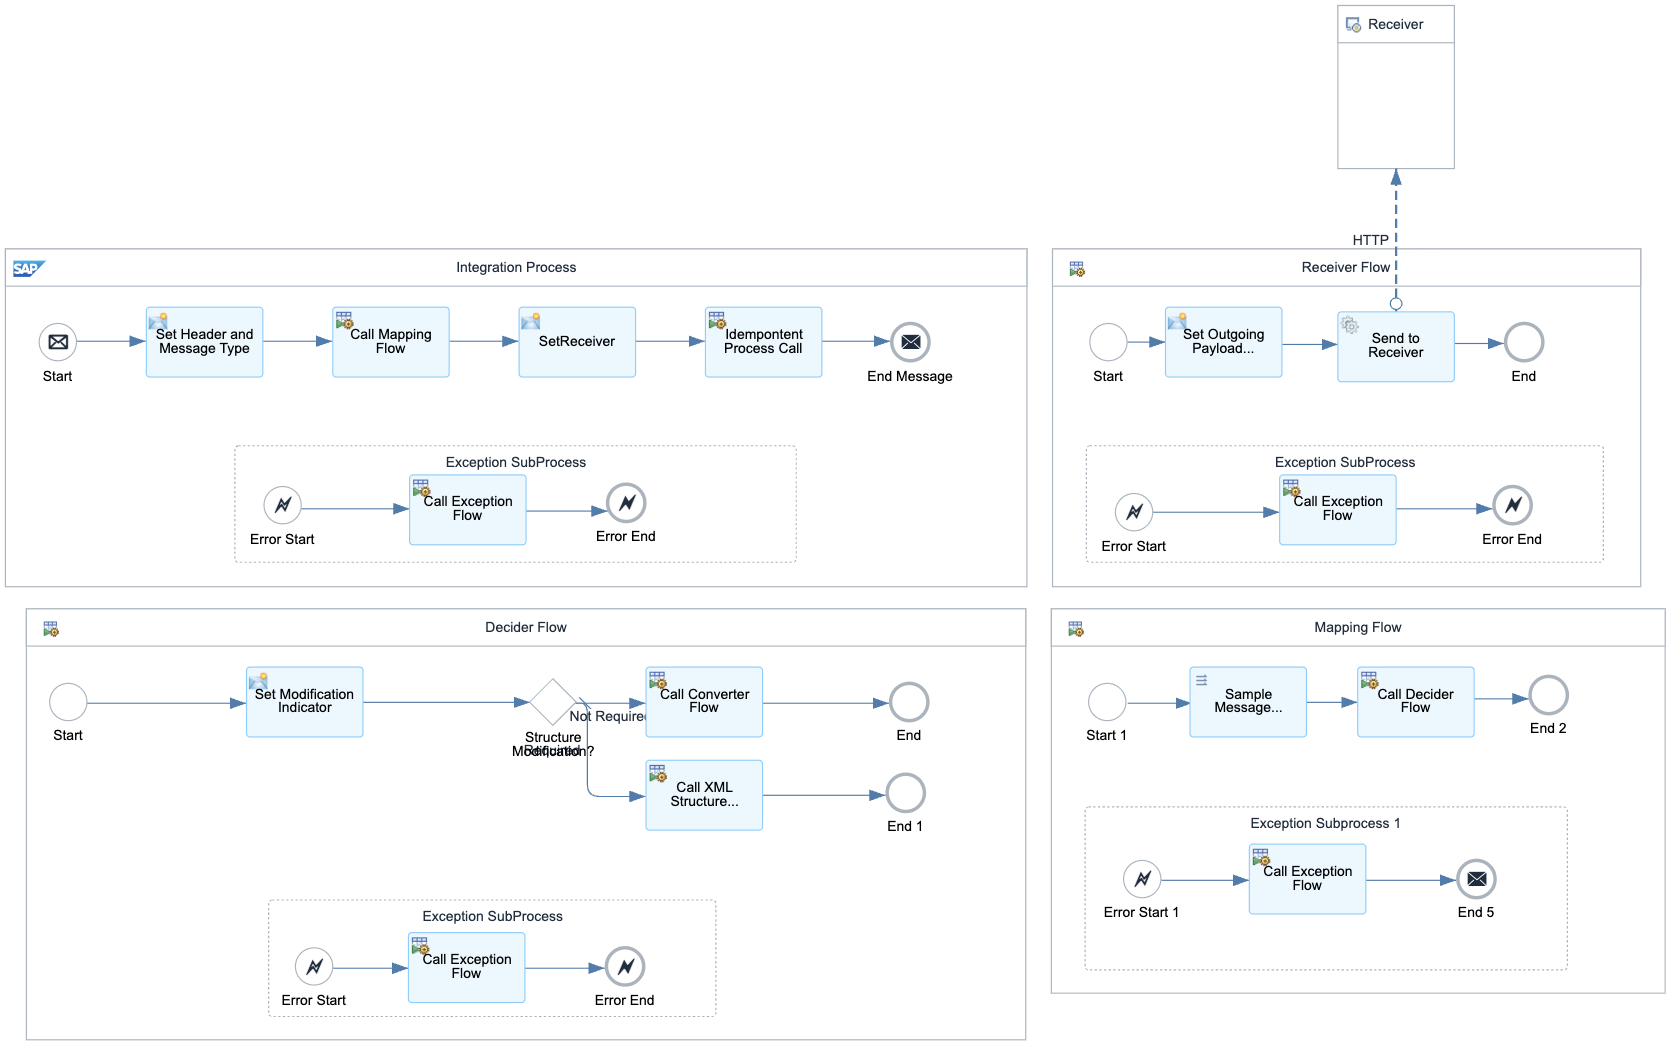 Receiver
HTTP
SAP
Integration Process
Set Header and
Message Type
Call Mapping
Flow
SetReceiver
Idempontent
Process Call
Start
End Message
Exception SubProcess
Call Exception
Flow
Error Start
Error End
Receiver Flow
Set Outgoing
Payload...
Send to
Receiver
Start
End
Exception SubProcess
Call Exception
Flow
Error Start
Error End
Decider Flow
Set Modification
Indicator
Start
Structure
Modification?
Not Required
Required
Call Converter
Flow
End
Call XML
Structure...
End 1
Exception SubProcess
Call Exception
Flow
Error Start
Error End
Mapping Flow
Sample
Message...
Call Decider
Flow
Start 1
End 2
Exception Subprocess 1
Call Exception
Flow
Error Start 1
End 5